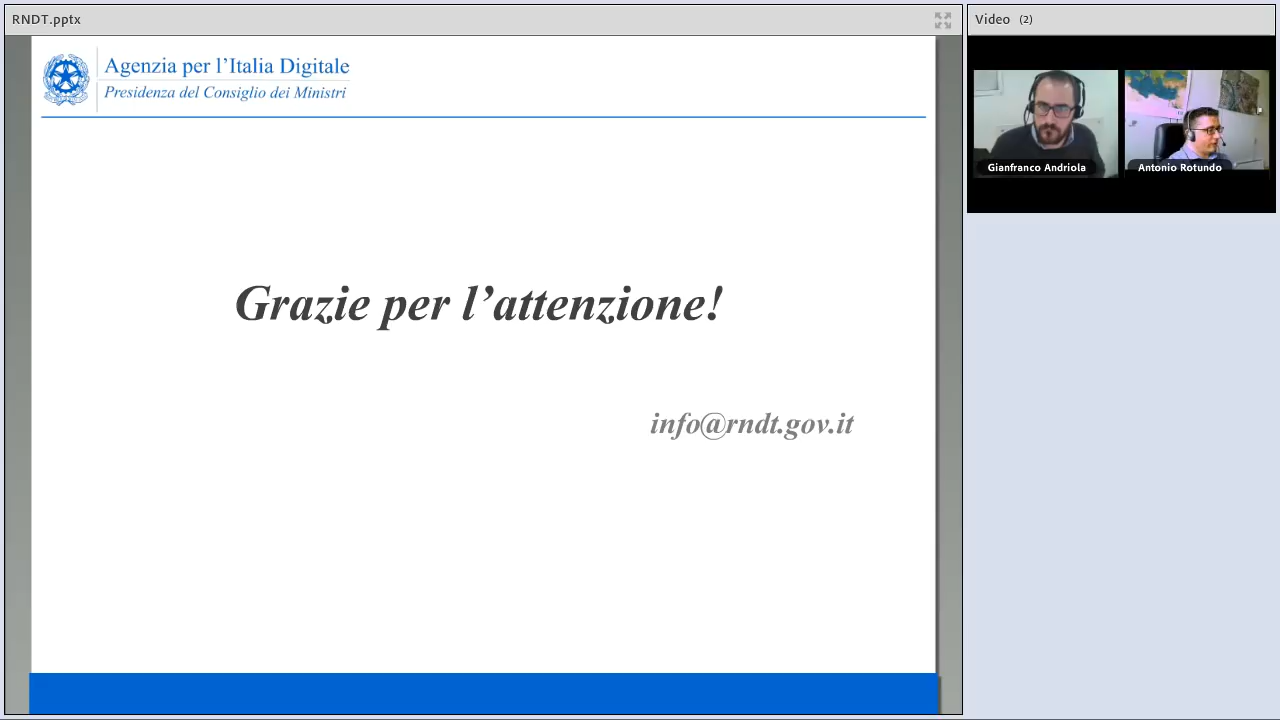 RNDT.pptx
Video (2)
Agenzia per l’Italia Digitale
Presidenza del Consiglio dei Ministri
Gianfranco Andriola
Antonio Rotundo
Grazie per l’attenzione!
info@rndt.gov.it